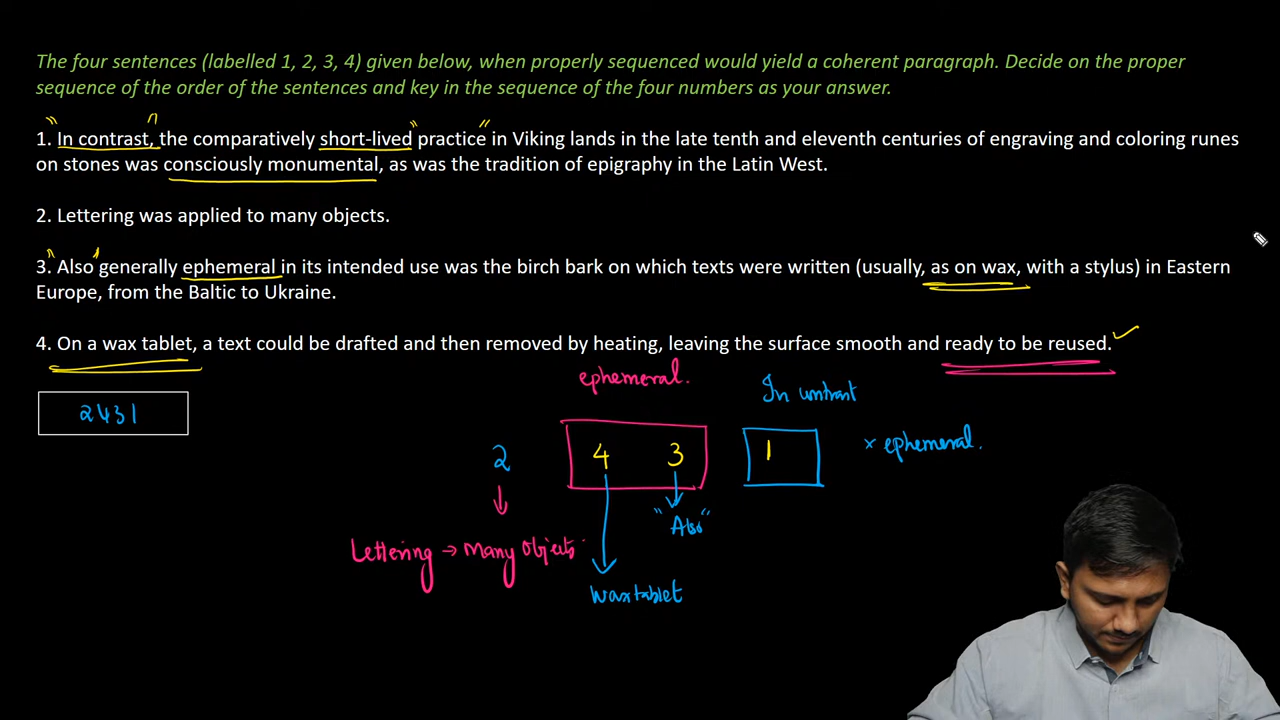 The four sentences (labelled 1, 2, 3, 4) given below, when properly sequenced would yield a coherent paragraph. Decide on the proper
sequence of the order of the sentences and key in the sequence of the four numbers as your answer.
1. In contrast, the comparatively short-lived practice in Viking lands in the late tenth and eleventh centuries of engraving and coloring runes
on stones was consciously monumental, as was the tradition of epigraphy in the Latin West.
2. Lettering was applied to many objects.
3. Also generally ephemeral in its intended use was the birch bark on which texts were written (usually, as on wax, with a stylus) in Eastern
Europe, from the Baltic to Ukraine.
4. On a wax tablet, a text could be drafted and then removed by heating, leaving the surface smooth and ready to be reused.
ephemeral.
In contrast
2431
2 4 3 1 x ephemeral.
"Also"
Lettering → Many Objects
Wax tablet